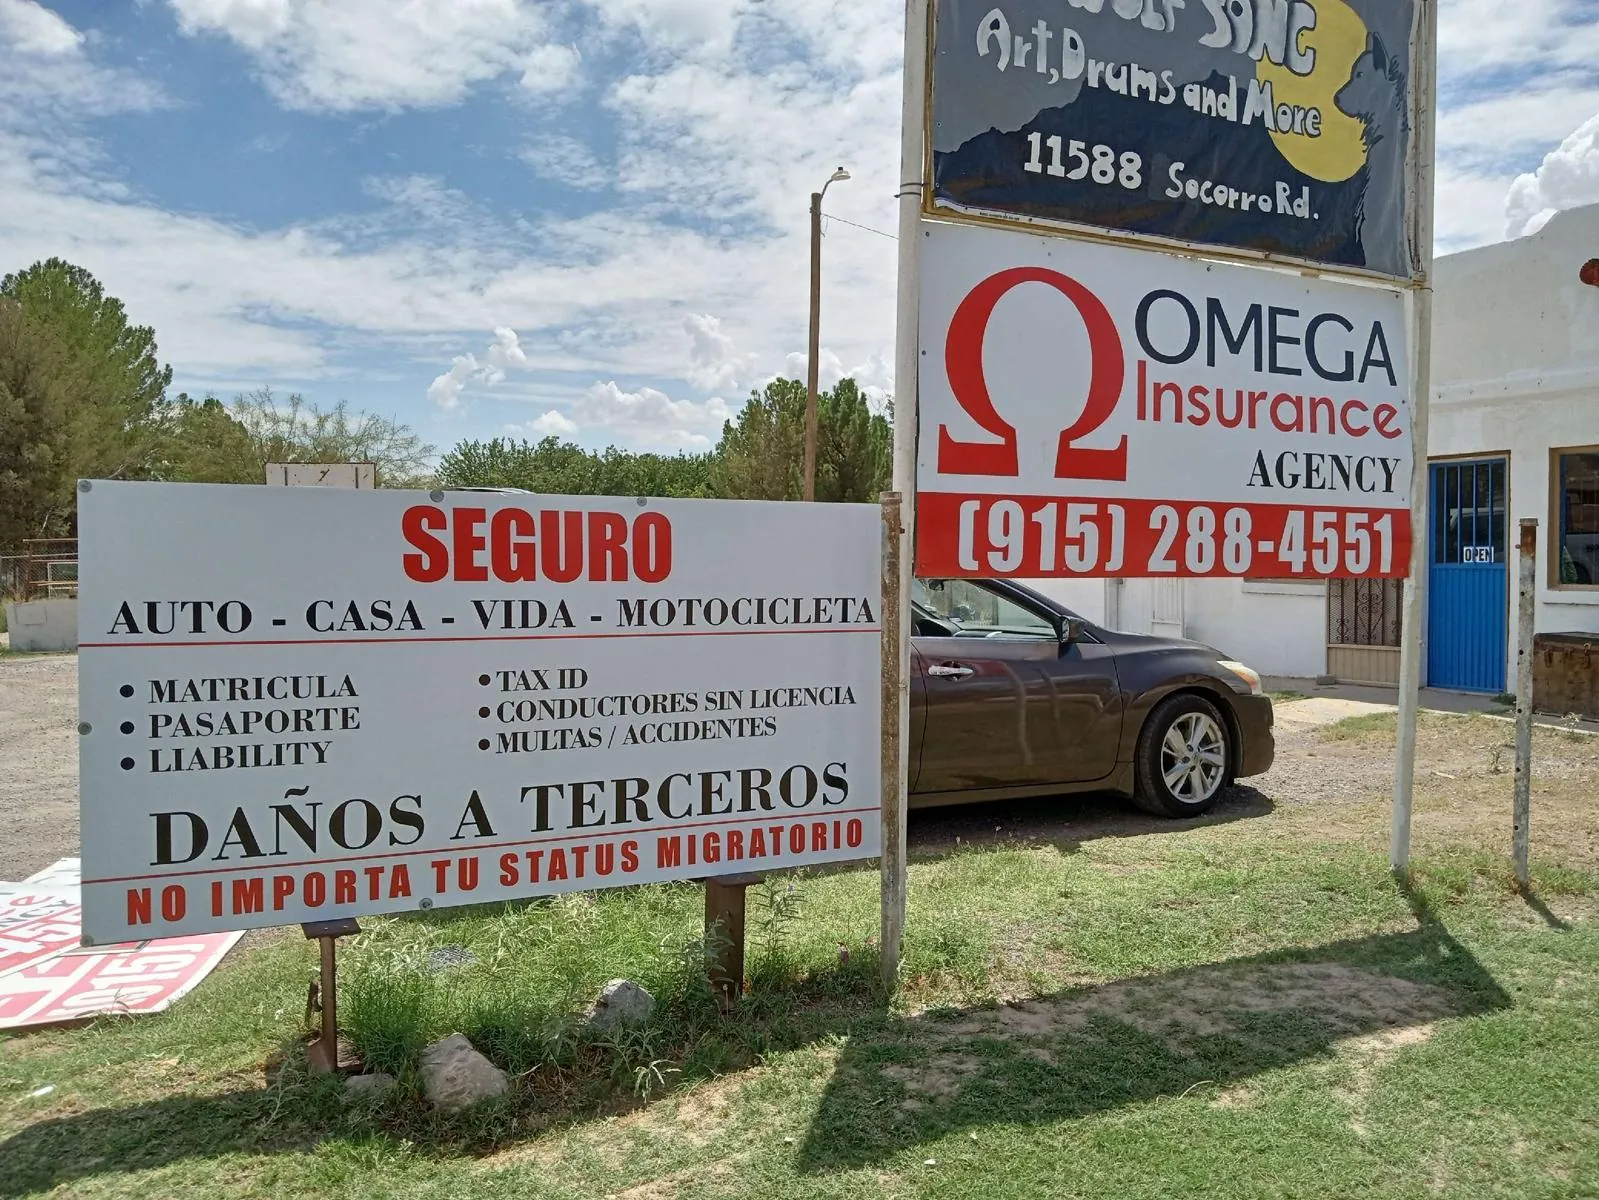 SONG
Art, Drums and More
11588 Socorro Rd.
Ω OMEGA
Insurance
AGENCY
(915) 288-4551
OPEN
SEGURO
AUTO - CASA - VIDA - MOTOCICLETA
• MATRICULA
• PASAPORTE
• LIABILITY
• TAX ID
• CONDUCTORES SIN LICENCIA
• MULTAS / ACCIDENTES
DAÑOS A TERCEROS
NO IMPORTA TU STATUS MIGRATORIO